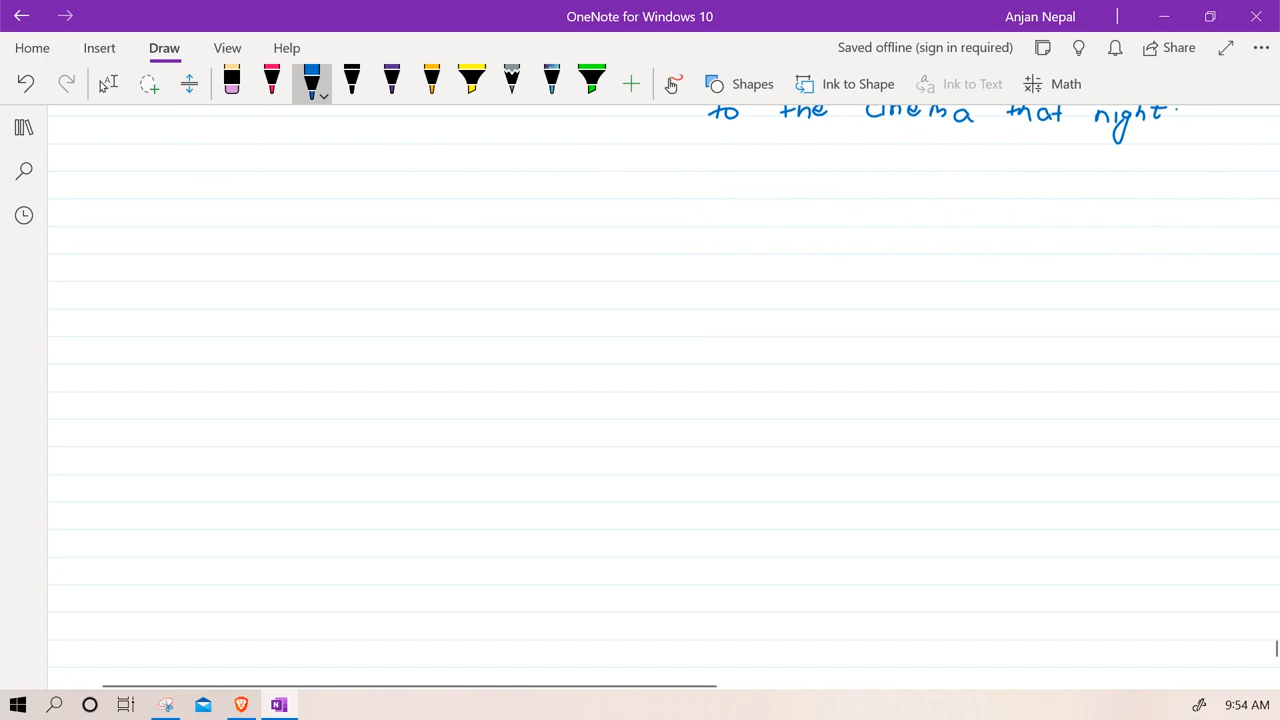 OneNote for Windows 10
Anjan Nepal
Home Insert Draw View Help
Saved offline (sign in required)
Share
Shapes
Ink to Shape
Ink to Text
Math
to the cinema that night.
9:54 AM